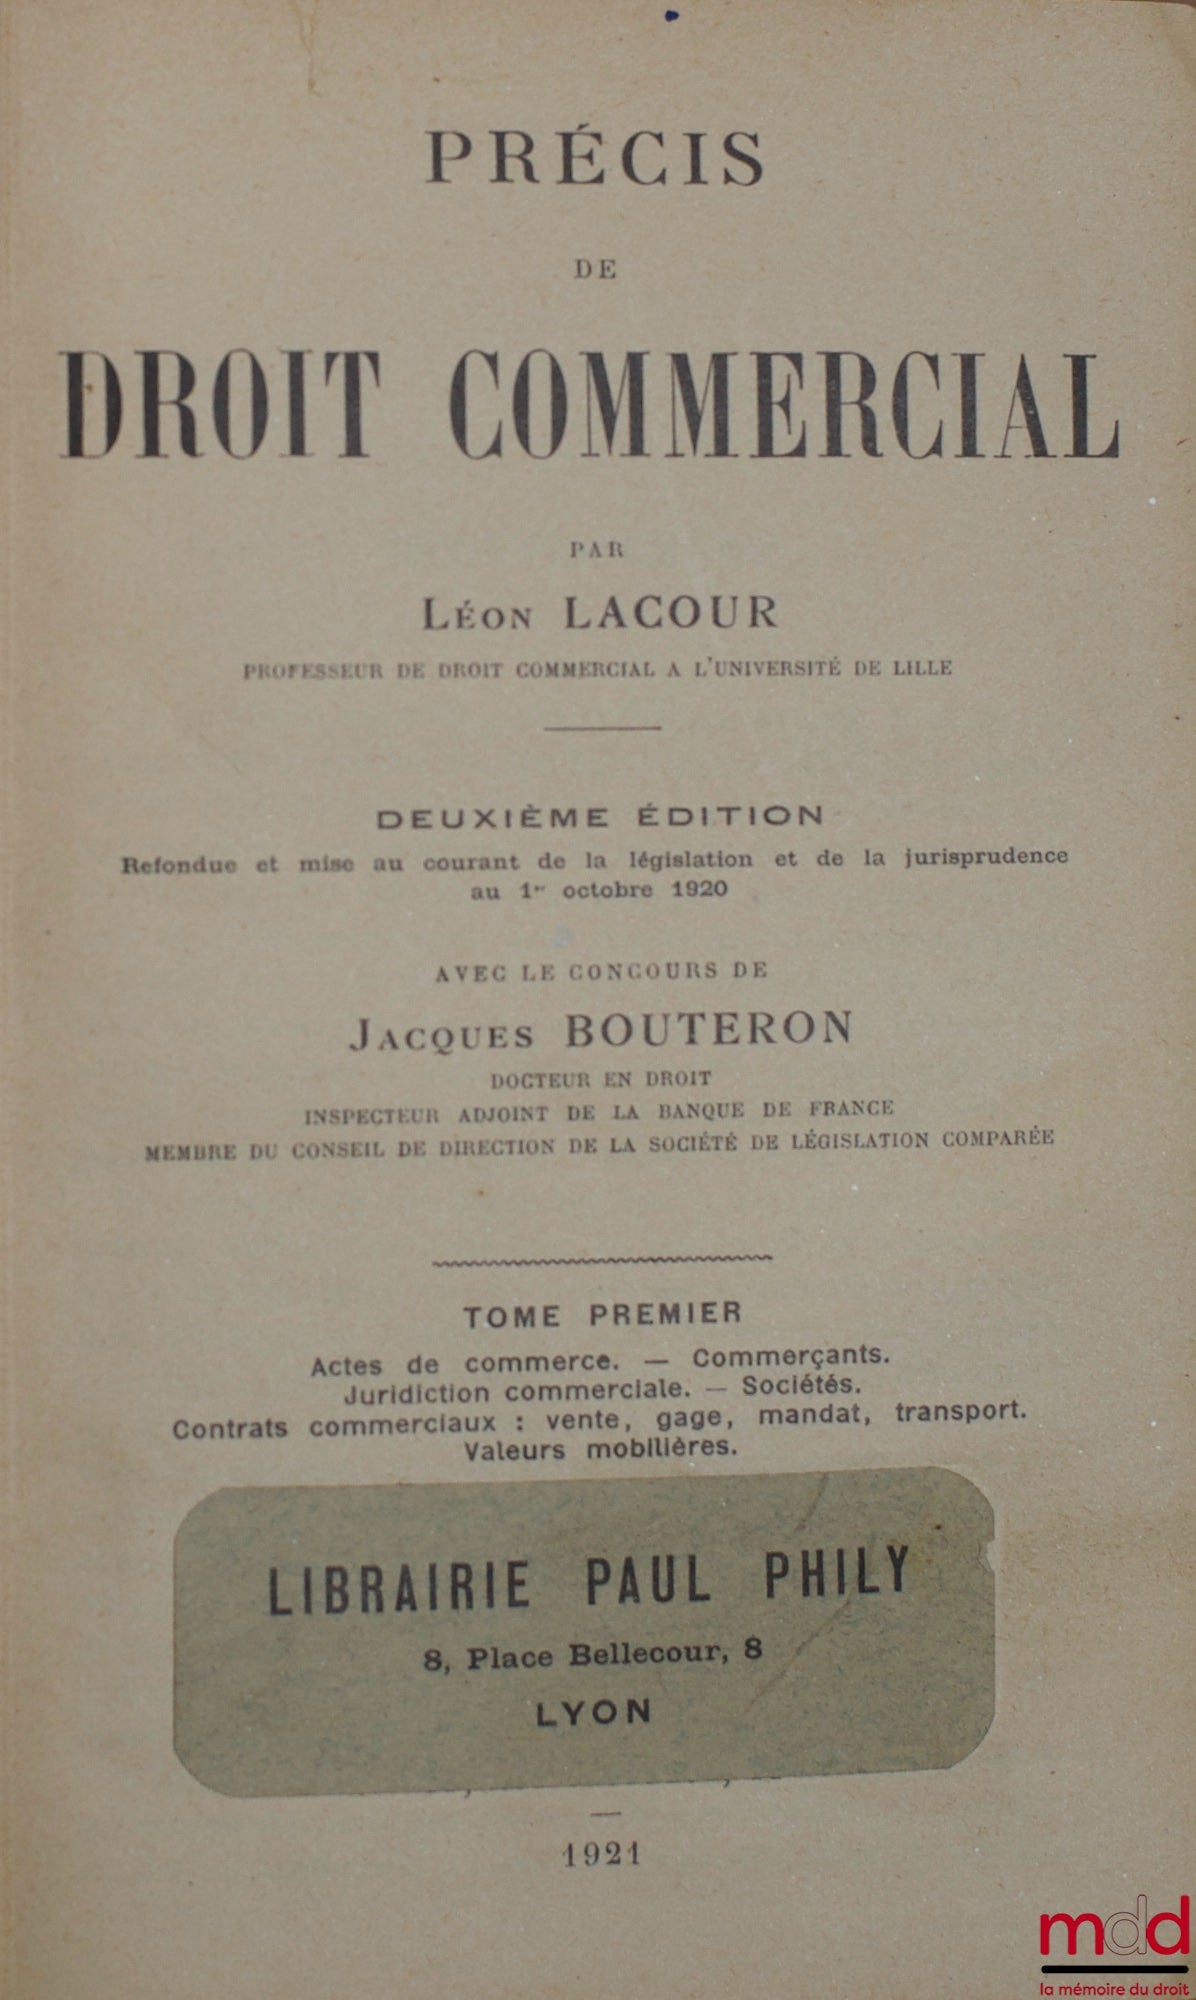 PRÉCIS
DE
DROIT COMMERCIAL
PAR
LÉON LACOUR
PROFESSEUR DE DROIT COMMERCIAL A L'UNIVERSITÉ DE LILLE
DEUXIÈME ÉDITION
Refondue et mise au courant de la législation et de la jurisprudence
au 1er octobre 1920
AVEC LE CONCOURS DE
JACQUES BOUTERON
DOCTEUR EN DROIT
INSPECTEUR ADJOINT DE LA BANQUE DE FRANCE
MEMBRE DU CONSEIL DE DIRECTION DE LA SOCIÉTÉ DE LÉGISLATION COMPARÉE
TOME PREMIER
Actes de commerce. — Commerçants.
Juridiction commerciale. — Sociétés.
Contrats commerciaux : vente, gage, mandat, transport.
Valeurs mobilières.
LIBRAIRIE PAUL PHILY
8, Place Bellecour, 8
LYON
1921
mdd
la mémoire du droit